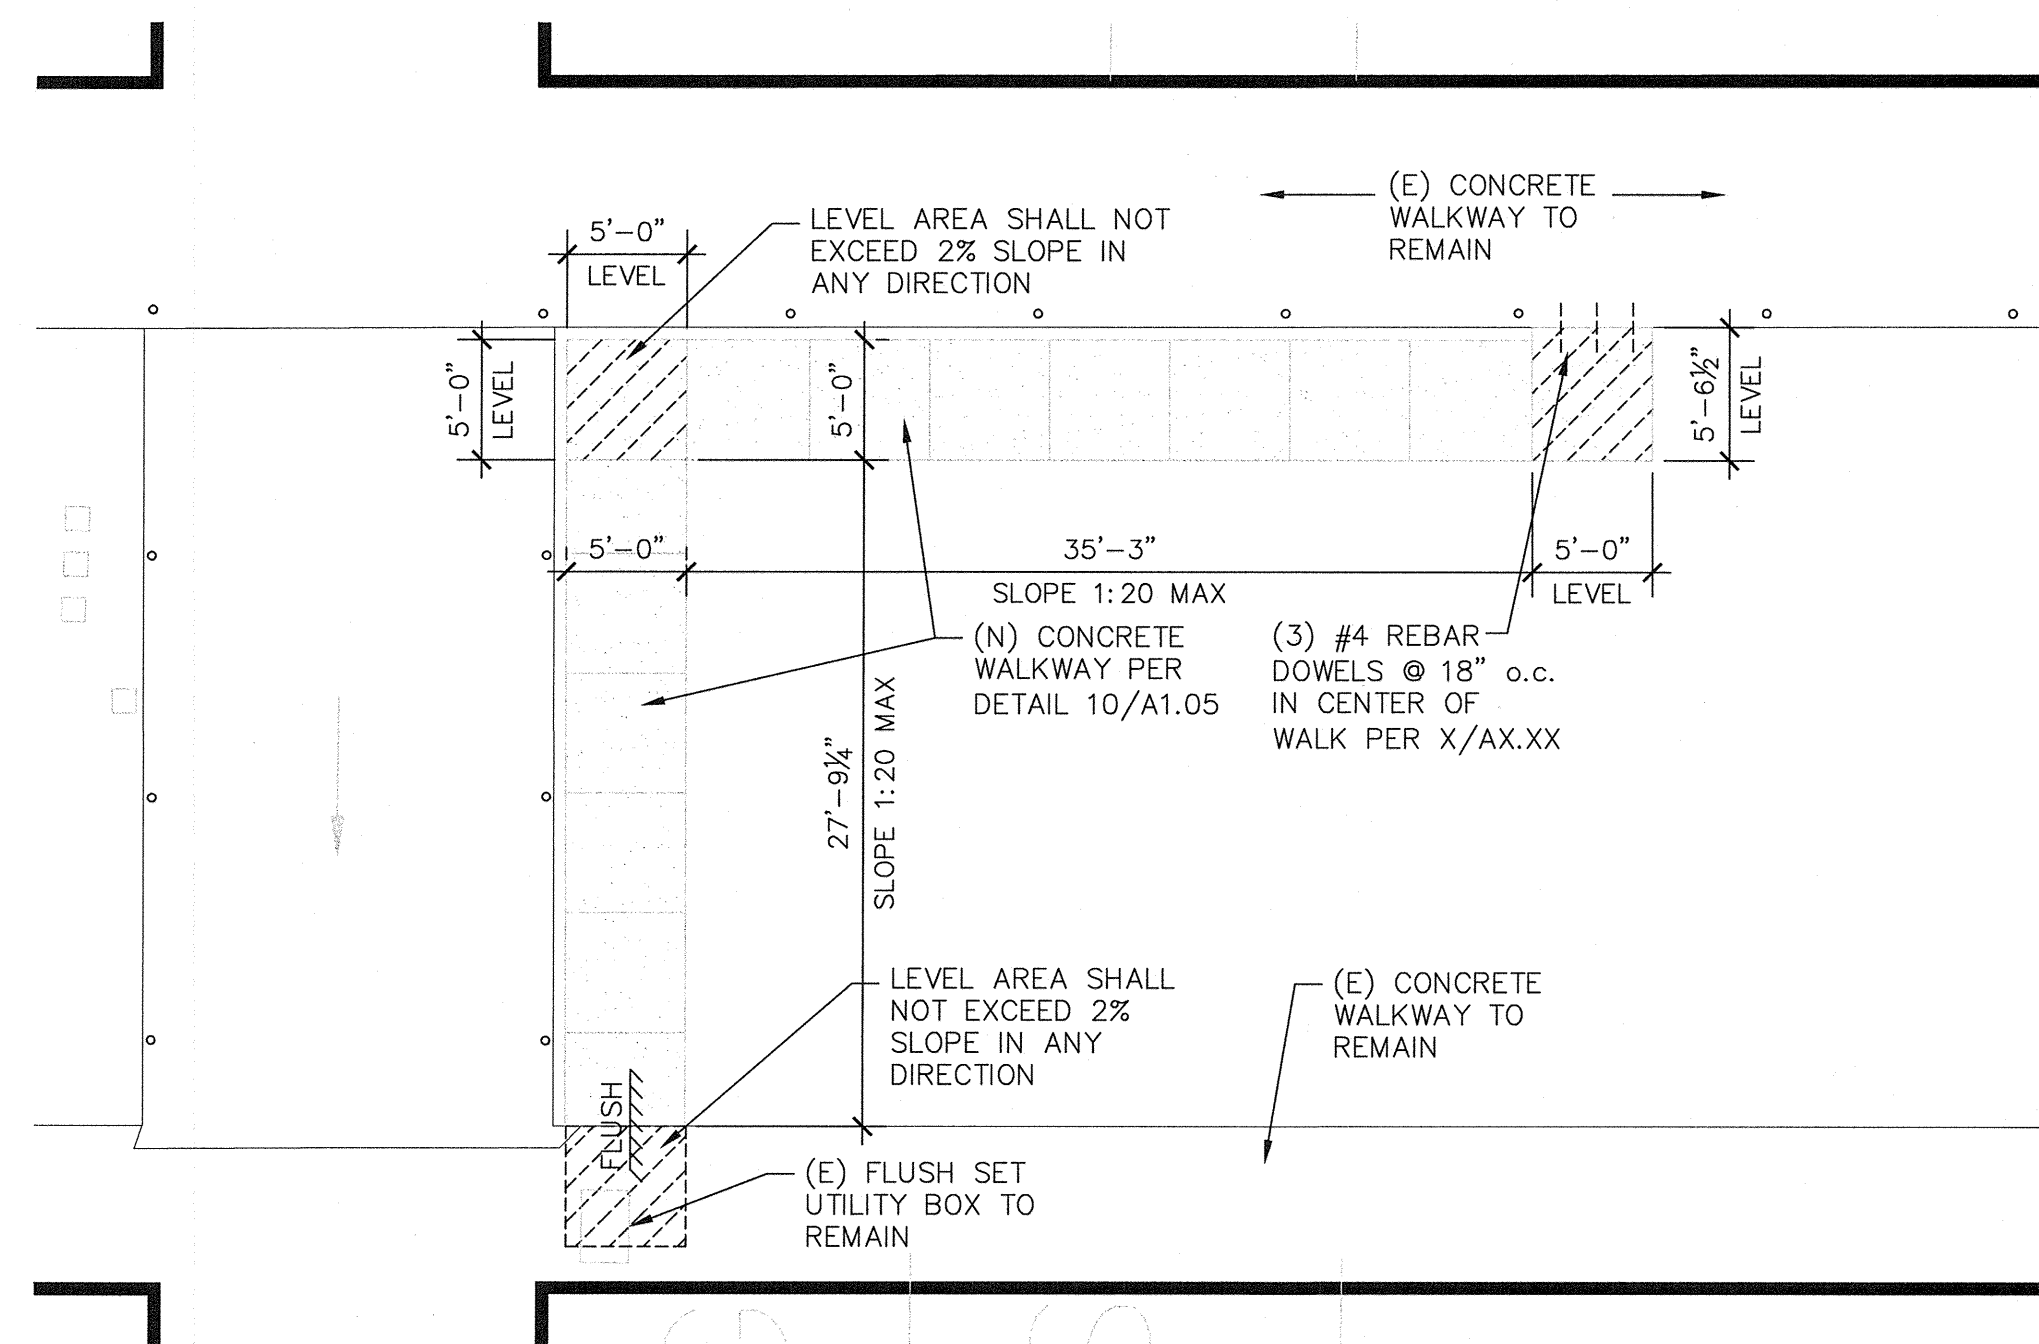 (E) CONCRETE
WALKWAY TO
REMAIN
5'-0"
LEVEL
LEVEL AREA SHALL NOT
EXCEED 2% SLOPE IN
ANY DIRECTION
5'-0"
LEVEL
5'-0"
5'-6½"
LEVEL
5'-0"
35'-3"
SLOPE 1:20 MAX
5'-0"
LEVEL
(N) CONCRETE
WALKWAY PER
DETAIL 10/A1.05
(3) #4 REBAR
DOWELS @ 18" o.c.
IN CENTER OF
WALK PER X/AX.XX
27'-9¼"
SLOPE 1:20 MAX
LEVEL AREA SHALL
NOT EXCEED 2%
SLOPE IN ANY
DIRECTION
(E) CONCRETE
WALKWAY TO
REMAIN
FLUSH
(E) FLUSH SET
UTILITY BOX TO
REMAIN